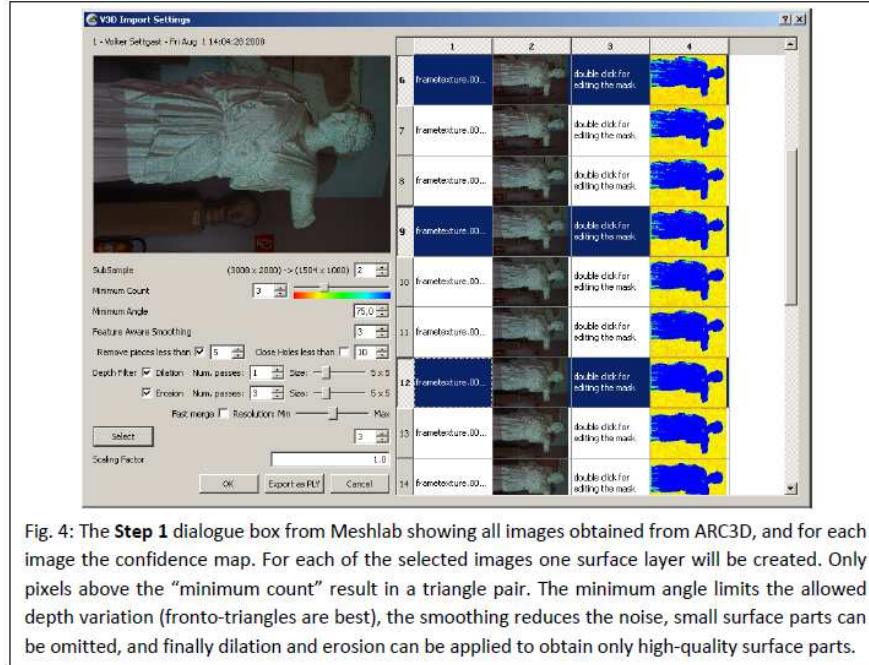 V3D Import Settings
1 - Volker Settgast - Fri Aug 1 14:04:28 2008
1 2 3 4
6 frametexture.00... double click for
editing the mask.
7 frametexture.00... double click for
editing the mask.
8 frametexture.00... double click for
editing the mask.
9 frametexture.00... double click for
editing the mask.
10 frametexture.00... double click for
editing the mask.
11 frametexture.00... double click for
editing the mask.
12 frametexture.00... double click for
editing the mask.
13 frametexture.00... double click for
editing the mask.
14 frametexture.00... double click for
editing the mask.
SubSample (3008 x 2000) -> (1504 x 1000) 2
Minimum Count 3
Minimum Angle 75,0
Feature Aware Smoothing 3
Remove pieces less than 5 Close Holes less than 10
Depth Filter Dilation Num. passes: 1 Size: 5 x 5
Erosion Num. passes: 3 Size: 5 x 5
Fast merge Resolution: Min Max
Select 3
Scaling Factor 1.0
OK Export as PLY Cancel
Fig. 4: The Step 1 dialogue box from Meshlab showing all images obtained from ARC3D, and for each
image the confidence map. For each of the selected images one surface layer will be created. Only
pixels above the “minimum count” result in a triangle pair. The minimum angle limits the allowed
depth variation (fronto-triangles are best), the smoothing reduces the noise, small surface parts can
be omitted, and finally dilation and erosion can be applied to obtain only high-quality surface parts.